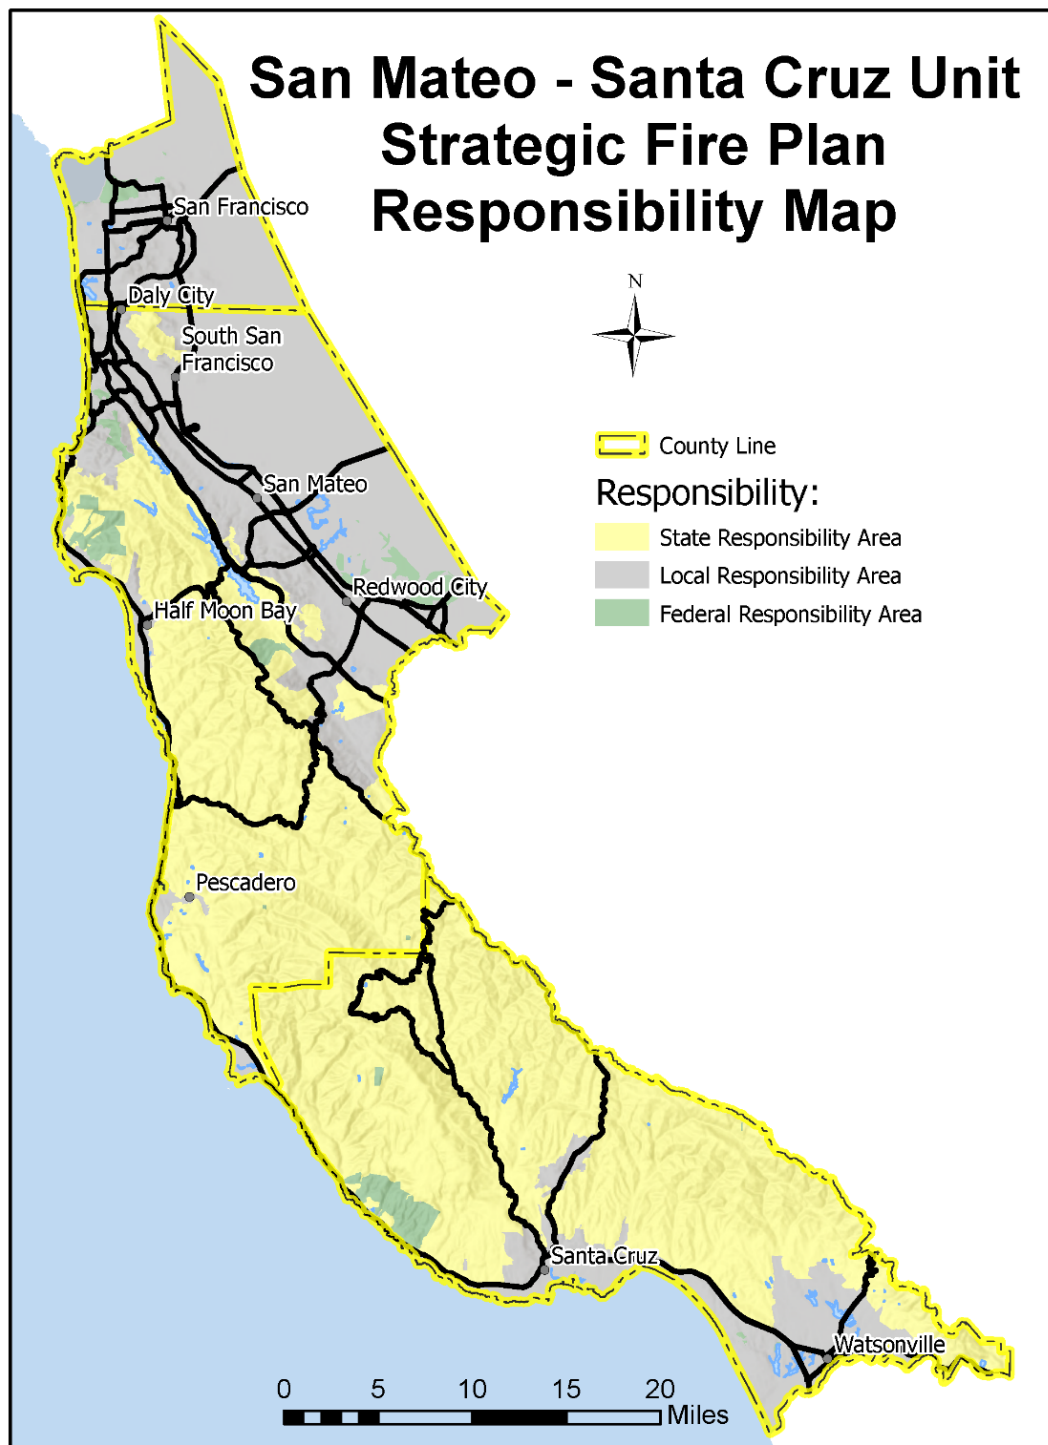 San Mateo - Santa Cruz Unit
Strategic Fire Plan
Responsibility Map
San Francisco
N
Daly City
South San
Francisco
County Line
San Mateo
Responsibility:
State Responsibility Area
Local Responsibility Area
Redwood City
Half Moon Bay
Federal Responsibility Area
Pescadero
Santa Cruz
Watsonville
0 5 10 15 20
Miles